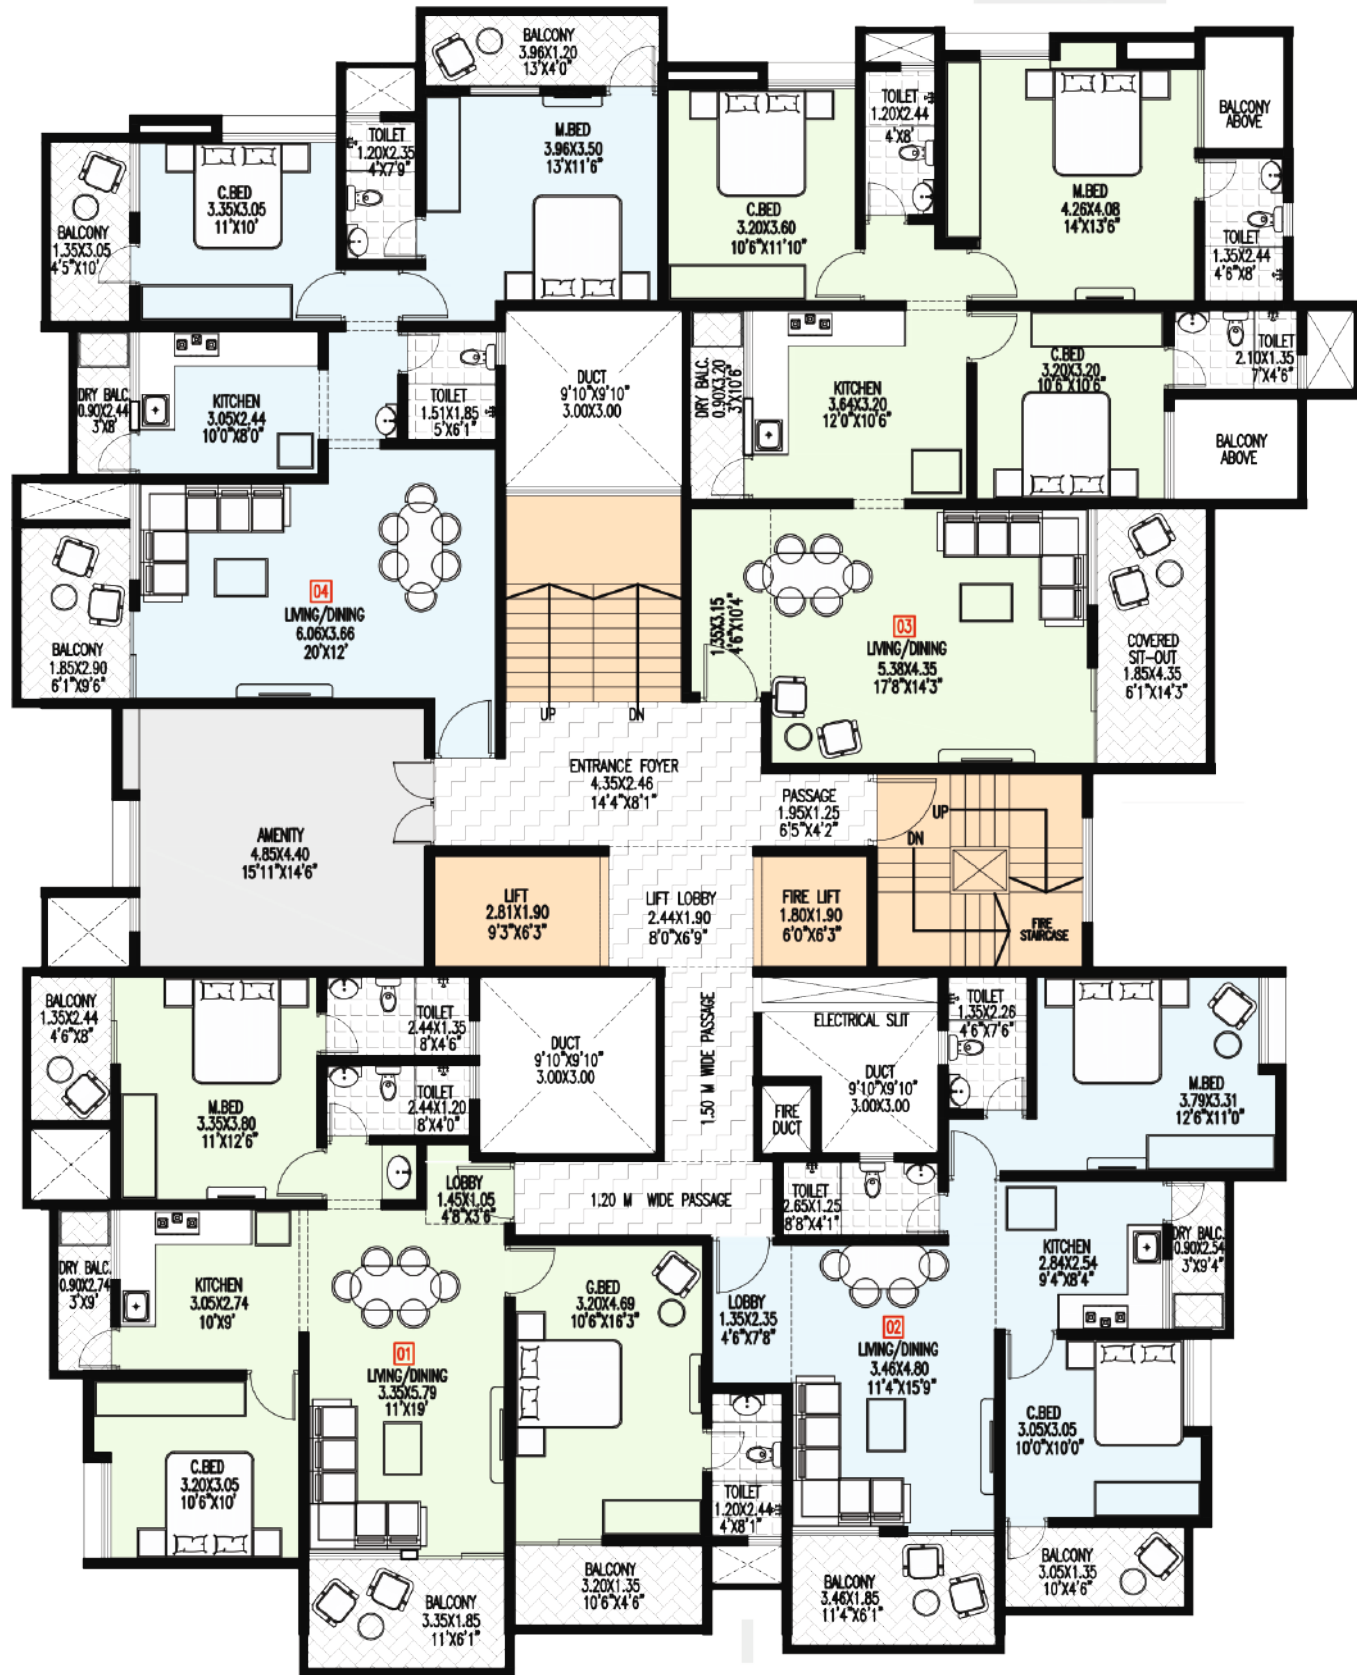 BALCONY
3.96X1.20
13'X4'0"
TOILET
1.20X2.35
4'X7'9"
M.BED
3.96X3.50
13'X11'6"
C.BED
3.35X3.05
11'X10'
BALCONY
1.35X3.05
4'5"X10'
TOILET
1.20X2.44
4'X8'
C.BED
3.20X3.60
10'6"X11'10"
M.BED
4.26X4.08
14'X13'6"
BALCONY
ABOVE
TOILET
1.35X2.44
4'6"X8'
DRY BALC.
0.90X2.44
3'X8'
KITCHEN
3.05X2.44
10'0"X8'0"
TOILET
1.51X1.85
5'X6'1"
DUCT
9'10"X9'10"
3.00X3.00
DRY BALC.
0.90X3.20
3'X10'6"
KITCHEN
3.64X3.20
12'0"X10'6"
C.BED
3.20X3.20
10'6"X10'6"
TOILET
2.10X1.35
7'X4'6"
BALCONY
ABOVE
04
LIVING/DINING
6.06X3.66
20'X12'
BALCONY
1.85X2.90
6'1"X9'6"
1.35X3.15
4'6"X10'4"
03
LIVING/DINING
5.38X4.35
17'8"X14'3"
COVERED
SIT-OUT
1.85X4.35
6'1"X14'3"
UP
DN
ENTRANCE FOYER
4.35X2.46
14'4"X8'1"
PASSAGE
1.95X1.25
6'5"X4'2"
UP
DN
FIRE
STAIRCASE
AMENITY
4.85X4.40
15'11"X14'6"
LIFT
2.81X1.90
9'3"X6'3"
LIFT LOBBY
2.44X1.90
8'0"X6'9"
FIRE LIFT
1.80X1.90
6'0"X6'3"
BALCONY
1.35X2.44
4'6"X8'
TOILET
2.44X1.35
8'X4'6"
TOILET
2.44X1.20
8'X4'0"
M.BED
3.35X3.80
11'X12'6"
DUCT
9'10"X9'10"
3.00X3.00
1.50 M WIDE PASSAGE
ELECTRICAL SLIT
DUCT
9'10"X9'10"
3.00X3.00
FIRE
DUCT
TOILET
1.35X2.26
4'6"X7'6"
M.BED
3.79X3.31
12'6"X11'0"
LOBBY
1.45X1.05
4'8"X3'6"
1.20 M WIDE PASSAGE
TOILET
2.65X1.25
8'8"X4'1"
DRY BALC.
0.90X2.74
3'X9'
KITCHEN
3.05X2.74
10'X9'
G.BED
3.20X4.69
10'6"X16'3"
LOBBY
1.35X2.35
4'6"X7'8"
KITCHEN
2.84X2.54
9'4"X8'4"
DRY BALC.
0.90X2.54
3'X9'4"
01
LIVING/DINING
3.35X5.79
11'X19'
02
LIVING/DINING
3.46X4.80
11'4"X15'9"
C.BED
3.05X3.05
10'0"X10'0"
C.BED
3.20X3.05
10'6"X10'
TOILET
1.20X2.44
4'X8'1"
BALCONY
3.35X1.85
11'X6'1"
BALCONY
3.20X1.35
10'6"X4'6"
BALCONY
3.46X1.85
11'4"X6'1"
BALCONY
3.05X1.35
10'X4'6"